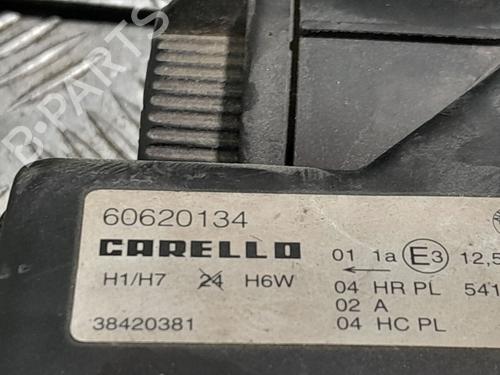 B-PARTS
60620134
CARELLO 01 1a E3 12,5
H1/H7 24 H6W 04 HR PL 541
02 A
38420381 04 HC PL